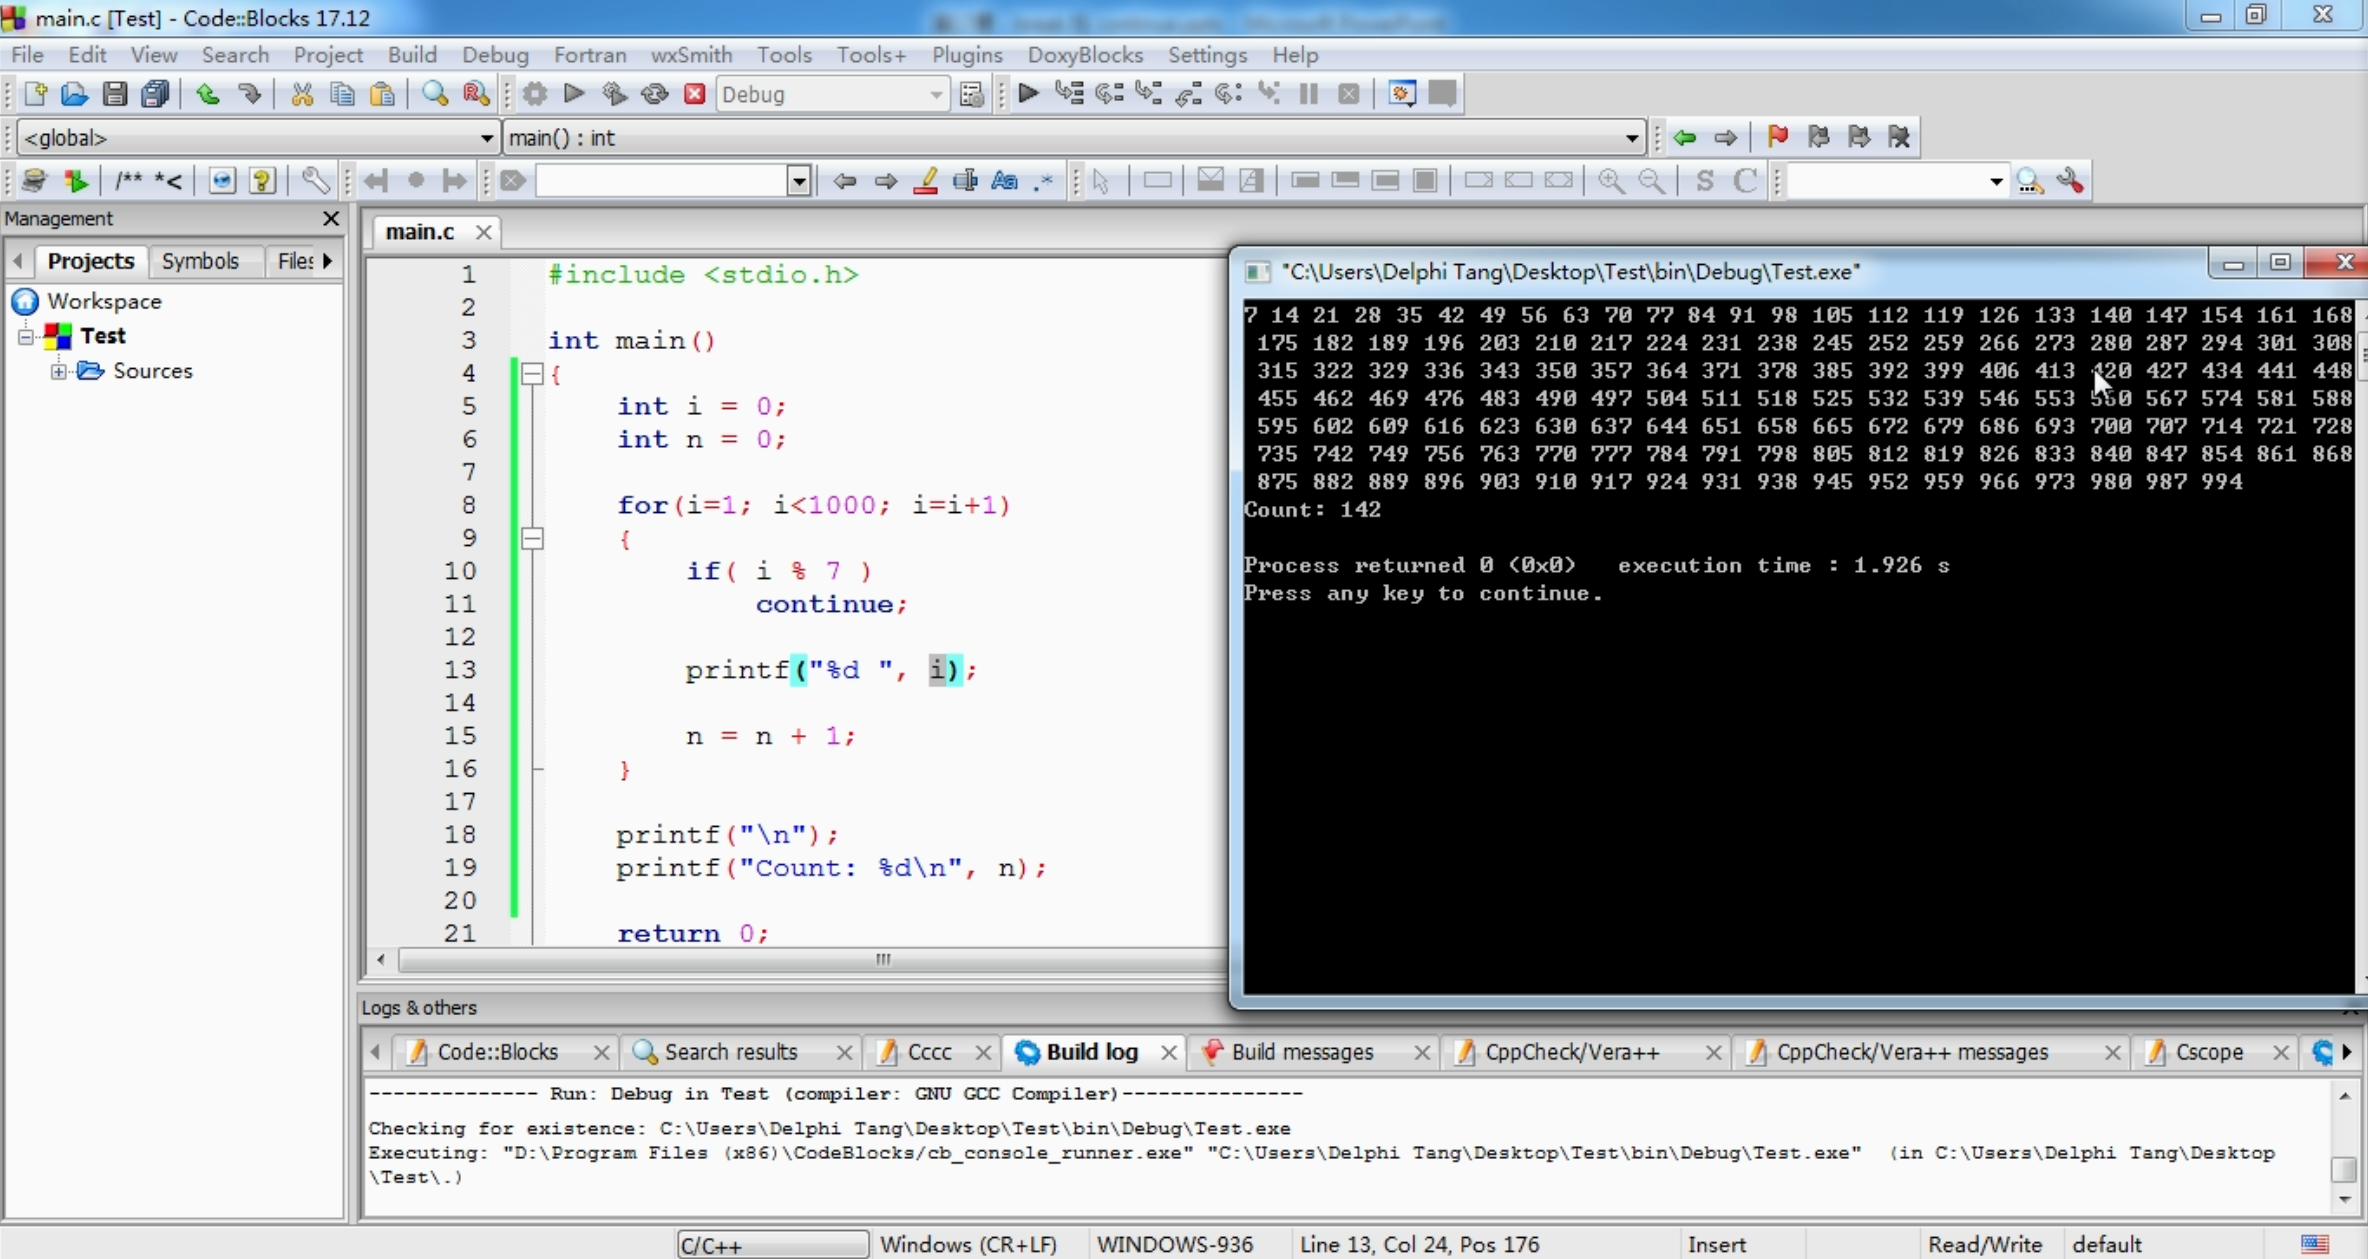 main.c [Test] - Code::Blocks 17.12
File Edit View Search Project Build Debug Fortran wxSmith Tools Tools+ Plugins DoxyBlocks Settings Help
Debug
<global> main() : int
/** *<
Management
Projects Symbols Files
Workspace
Test
Sources
main.c
1 #include <stdio.h>
2
3 int main()
4 {
5 int i = 0;
6 int n = 0;
7
8 for(i=1; i<1000; i=i+1)
9 {
10 if( i % 7 )
11 continue;
12
13 printf("%d ", i);
14
15 n = n + 1;
16 }
17
18 printf("\n");
19 printf("Count: %d\n", n);
20
21 return 0;
"C:\Users\Delphi Tang\Desktop\Test\bin\Debug\Test.exe"
7 14 21 28 35 42 49 56 63 70 77 84 91 98 105 112 119 126 133 140 147 154 161 168
175 182 189 196 203 210 217 224 231 238 245 252 259 266 273 280 287 294 301 308
315 322 329 336 343 350 357 364 371 378 385 392 399 406 413 420 427 434 441 448
455 462 469 476 483 490 497 504 511 518 525 532 539 546 553 560 567 574 581 588
595 602 609 616 623 630 637 644 651 658 665 672 679 686 693 700 707 714 721 728
735 742 749 756 763 770 777 784 791 798 805 812 819 826 833 840 847 854 861 868
875 882 889 896 903 910 917 924 931 938 945 952 959 966 973 980 987 994
Count: 142
Process returned 0 (0x0)   execution time : 1.926 s
Press any key to continue.
Logs & others
Code::Blocks Search results Cccc Build log Build messages CppCheck/Vera++ CppCheck/Vera++ messages Cscope
-------------- Run: Debug in Test (compiler: GNU GCC Compiler)---------------
Checking for existence: C:\Users\Delphi Tang\Desktop\Test\bin\Debug\Test.exe
Executing: "D:\Program Files (x86)\CodeBlocks/cb_console_runner.exe" "C:\Users\Delphi Tang\Desktop\Test\bin\Debug\Test.exe"  (in C:\Users\Delphi Tang\Desktop
\Test\.)
C/C++ Windows (CR+LF) WINDOWS-936 Line 13, Col 24, Pos 176 Insert Read/Write default